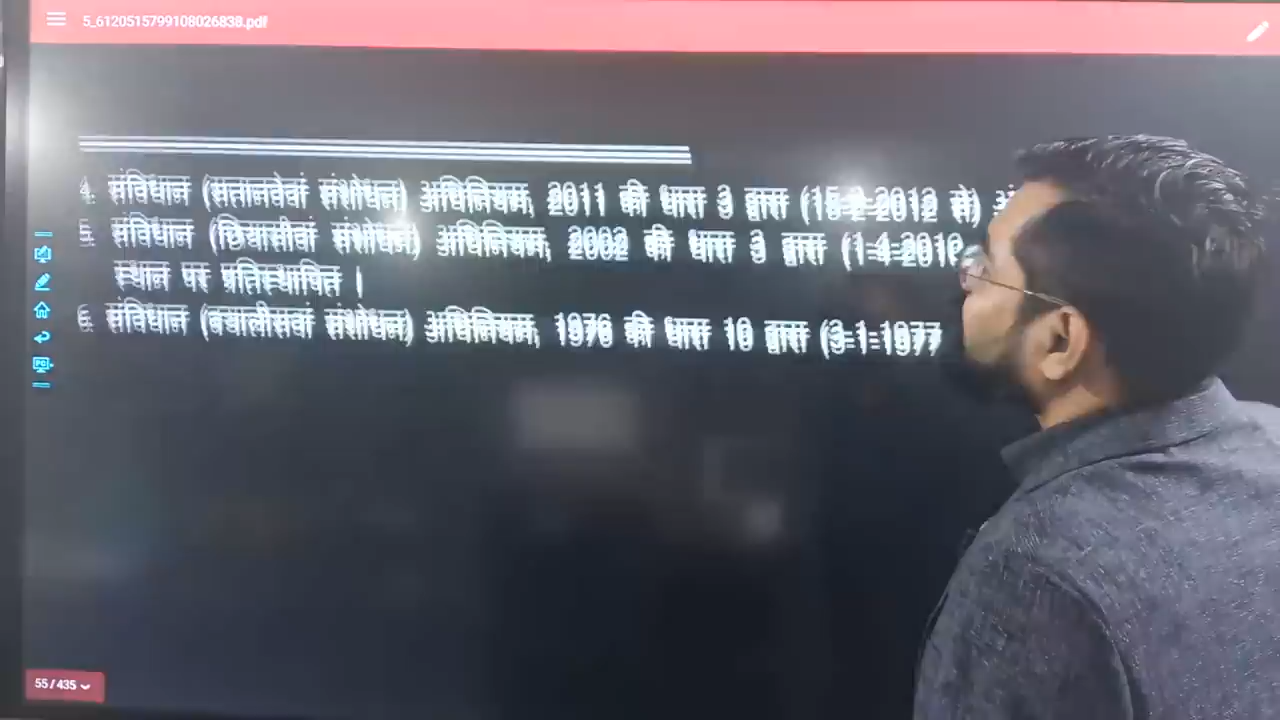 5_6120515799108026838.pdf
4. संविधान (सतानवेवां संशोधन) अधिनियम, 2011 की धारा 3 द्वारा (15-2-2012 से)
5. संविधान (छियासीवां संशोधन) अधिनियम, 2002 की धारा 3 द्वारा (1-4-2010
स्थान पर प्रतिस्थापित ।
6. संविधान (बयालीसवां संशोधन) अधिनियम, 1976 की धारा 10 द्वारा (3-1-1977
55 / 435